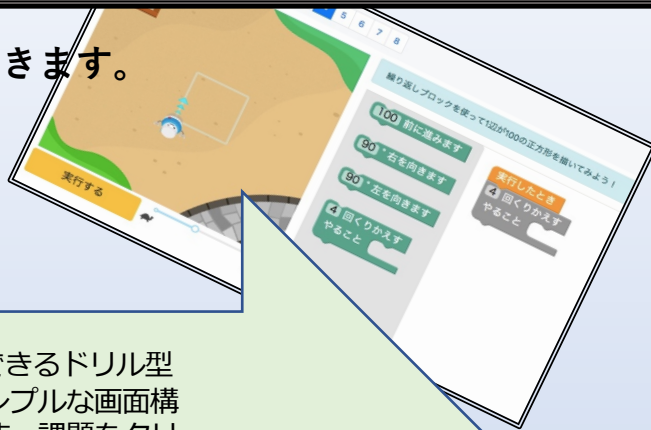 きます。
5 6 7 8
繰り返しブロックを使って1辺が100の正方形を描いてみよう！
100 前に進みます
90 °右を向きます
90 °左を向きます
4 回くりかえす
やること
実行したとき
4 回くりかえす
やること
実行する
できるドリル型
ンプルな画面構
課題をクリ